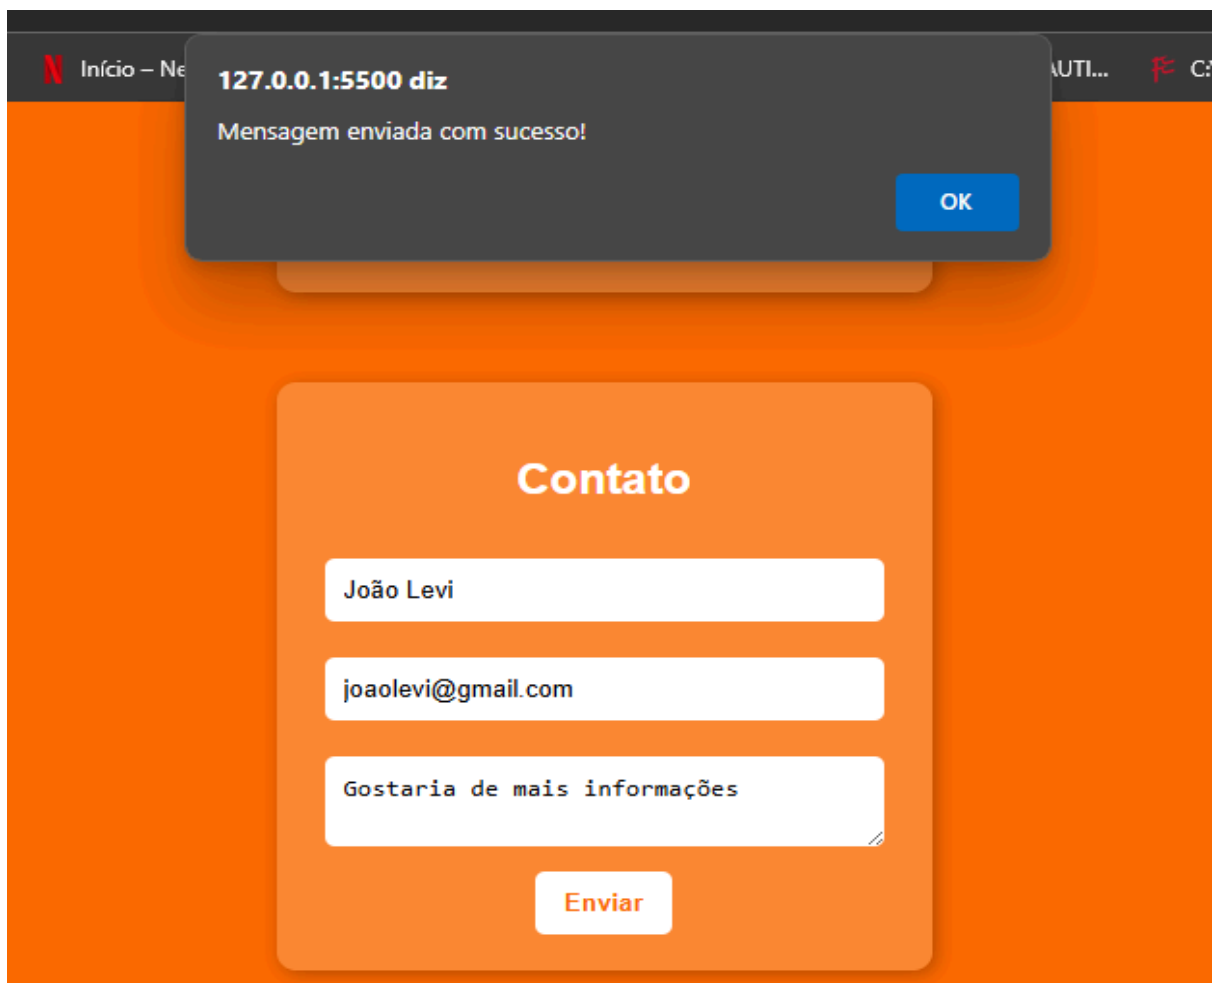 Início – Ne
AUTI...
C:
127.0.0.1:5500 diz
Mensagem enviada com sucesso!
OK
Contato
João Levi
joaolevi@gmail.com
Gostaria de mais informações
Enviar